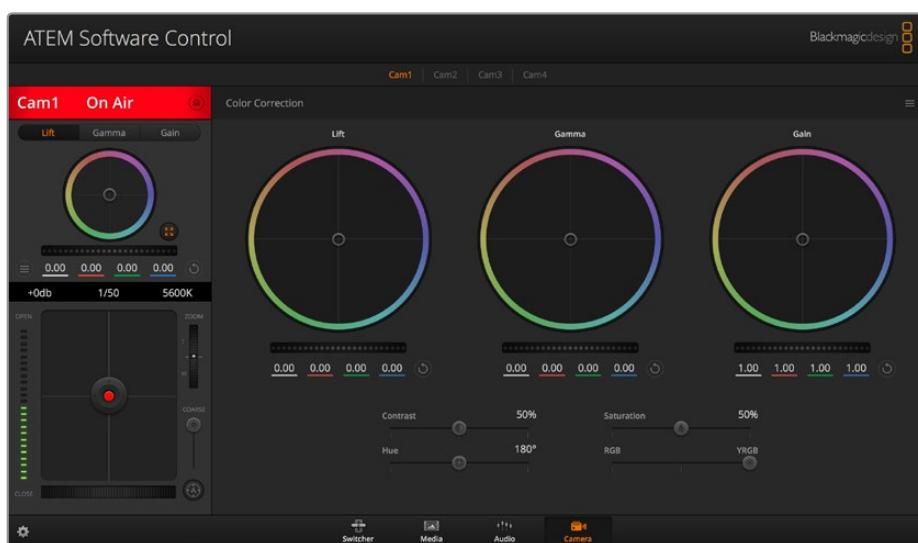 ATEM Software Control
Blackmagicdesign
Cam1 Cam2 Cam3 Cam4
Cam1 On Air
Color Correction
Lift Gamma Gain
0.00 0.00 0.00 0.00
+0db 1/50 5600K
OPEN
ZOOM
T
W
COARSE
CLOSE
A
Lift Gamma Gain
0.00 0.00 0.00 0.00
0.00 0.00 0.00 0.00
1.00 1.00 1.00 1.00
Contrast 50%
Saturation 50%
Hue 180°
RGB YRGB
Switcher Media Audio Camera